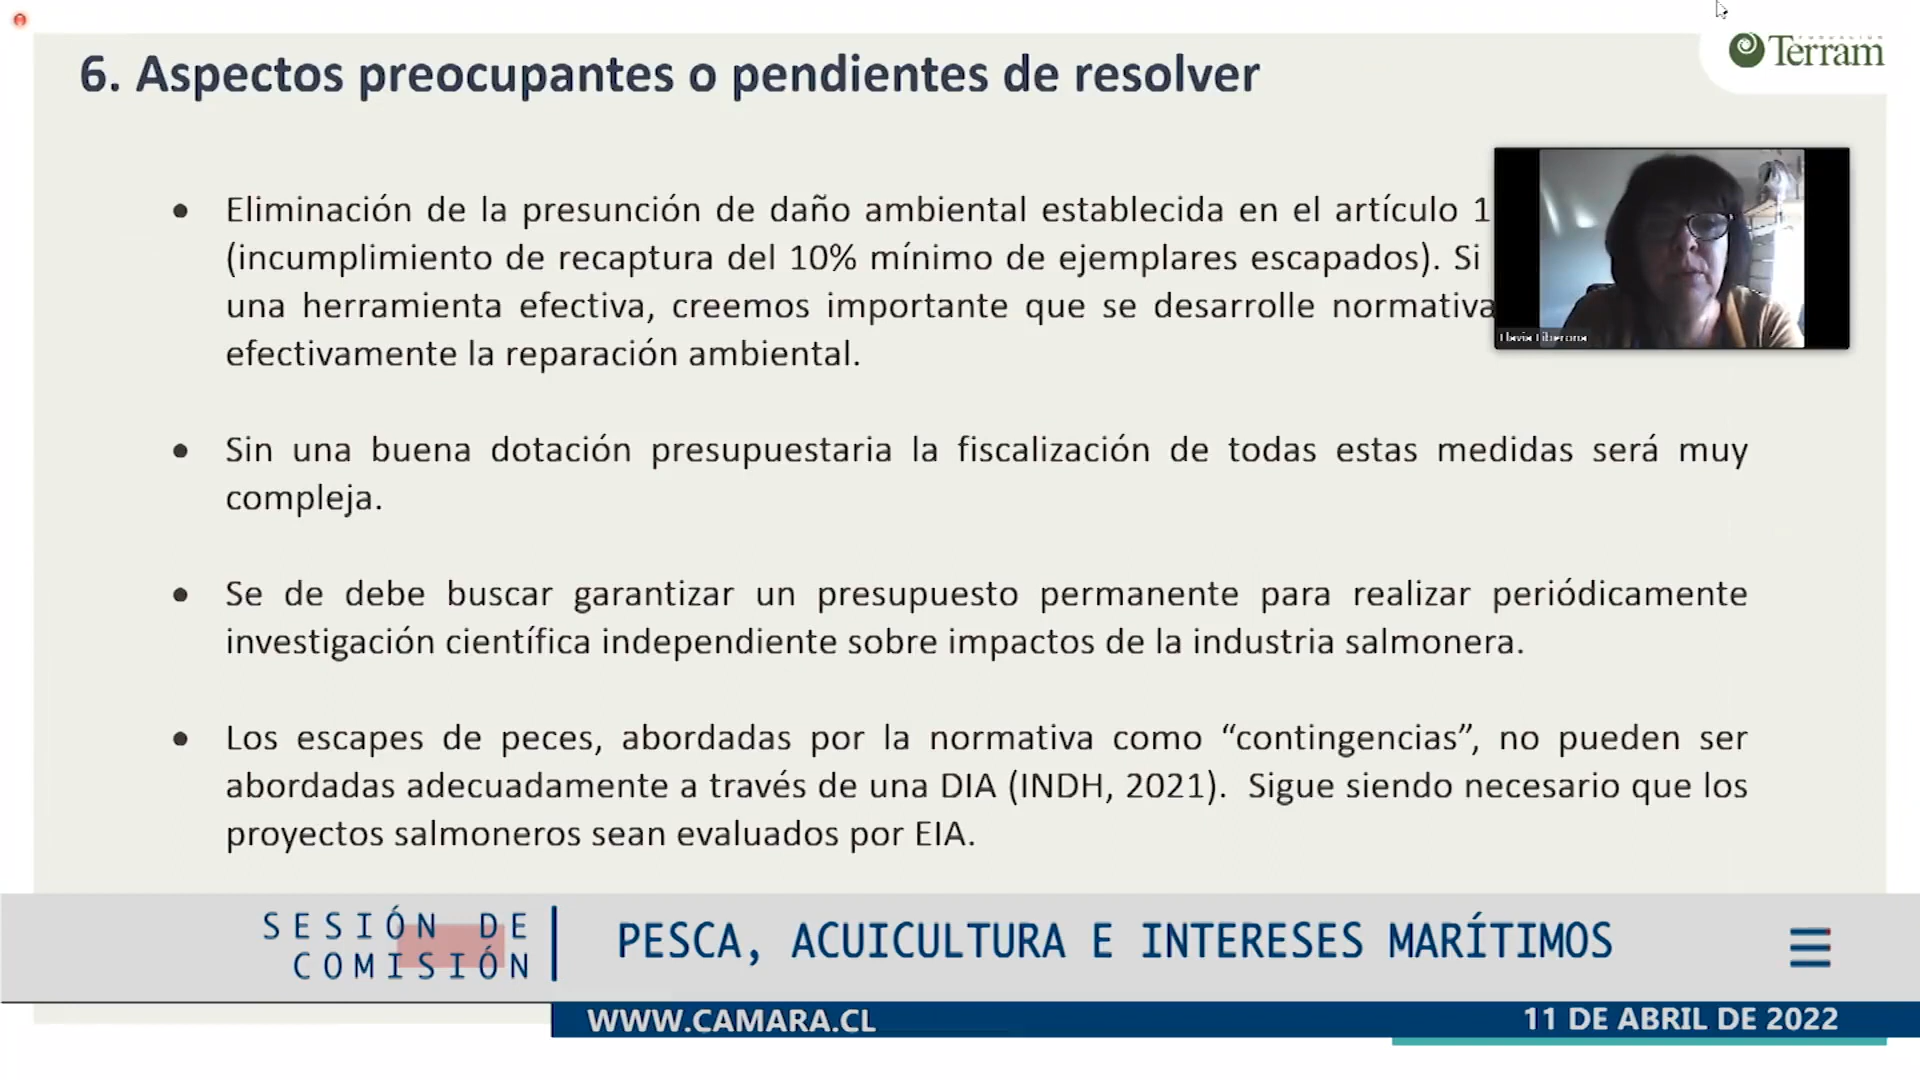 6. Aspectos preocupantes o pendientes de resolver
FUNDACION
Terram
• Eliminación de la presunción de daño ambiental establecida en el artículo 1
(incumplimiento de recaptura del 10% mínimo de ejemplares escapados). Si
una herramienta efectiva, creemos importante que se desarrolle normativa
efectivamente la reparación ambiental.
Flavia Liberona
• Sin una buena dotación presupuestaria la fiscalización de todas estas medidas será muy
compleja.
• Se de debe buscar garantizar un presupuesto permanente para realizar periódicamente
investigación científica independiente sobre impactos de la industria salmonera.
• Los escapes de peces, abordadas por la normativa como “contingencias”, no pueden ser
abordadas adecuadamente a través de una DIA (INDH, 2021). Sigue siendo necesario que los
proyectos salmoneros sean evaluados por EIA.
SESIÓN DE
COMISIÓN
PESCA, ACUICULTURA E INTERESES MARÍTIMOS
WWW.CAMARA.CL
11 DE ABRIL DE 2022